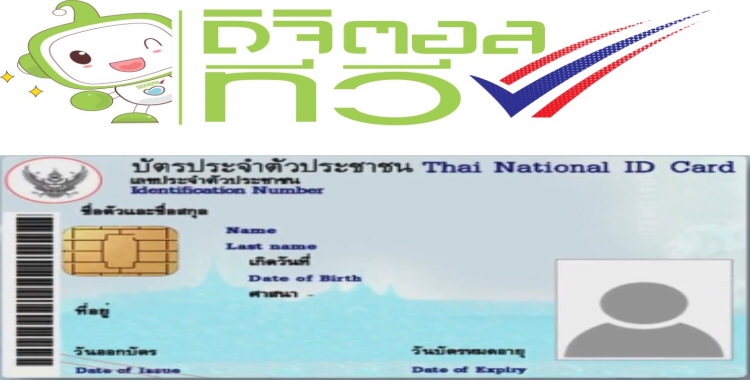 ดิจิตอล
ทีวี
บัตรประจำตัวประชาชน Thai National ID Card
เลขประจำตัวประชาชน
Identification Number
ชื่อตัวและชื่อสกุล
Name
Last name
เกิดวันที่
Date of Birth
ศาสนา -
ที่อยู่
วันออกบัตร
Date of Issue
วันบัตรหมดอายุ
Date of Expiry